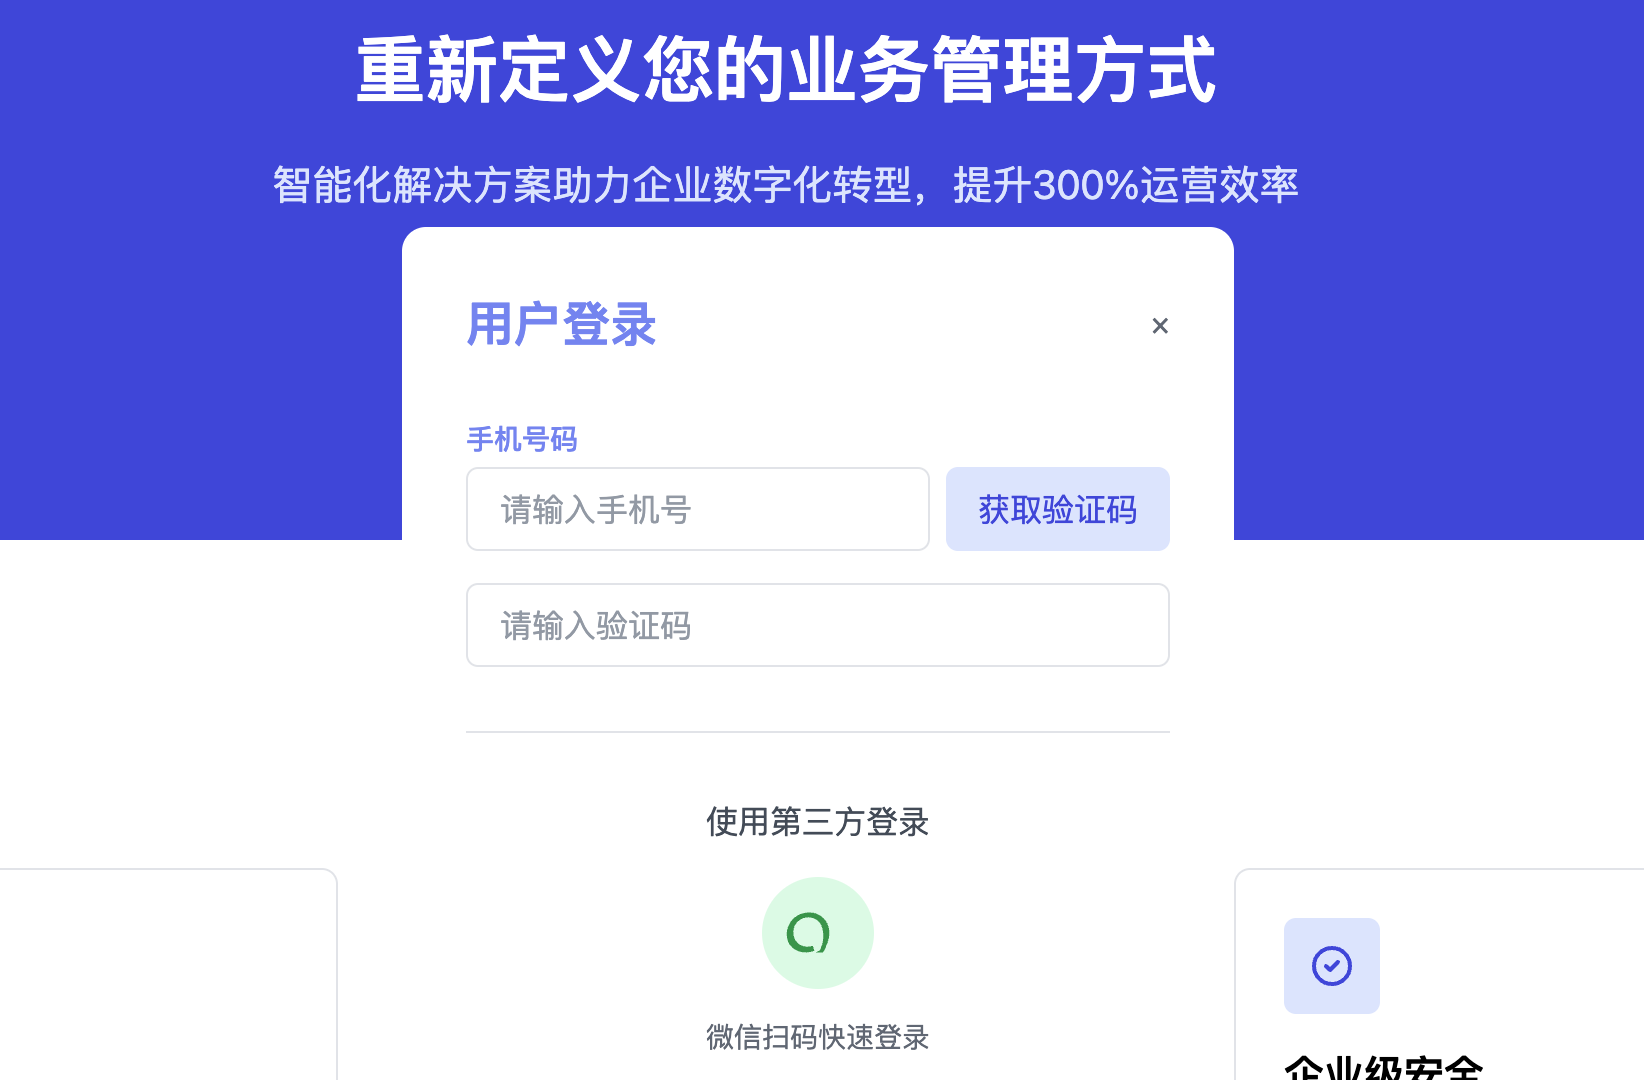 重新定义您的业务管理方式
智能化解决方案助力企业数字化转型，提升300%运营效率
用户登录
×
手机号码
请输入手机号
获取验证码
请输入验证码
使用第三方登录
微信扫码快速登录
企业级安全